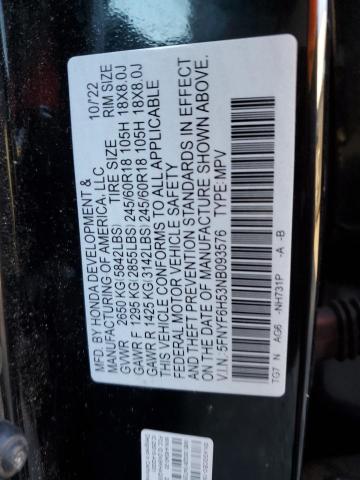 MFD. BY HONDA DEVELOPMENT & 10/22
MANUFACTURING OF AMERICA, LLC
TIRE SIZE RIM SIZE
GVWR 2650 KG(5842LBS)
GAWR F 1295 KG(2855LBS) 245/60R18 105H 18X8.0J
GAWR R 1425 KG(3142LBS) 245/60R18 105H 18X8.0J
THIS VEHICLE CONFORMS TO ALL APPLICABLE
FEDERAL MOTOR VEHICLE SAFETY
AND THEFT PREVENTION STANDARDS IN EFFECT
ON THE DATE OF MANUFACTURE SHOWN ABOVE.
V.I.N.: 5FNYF6H53NB093576 TYPE:MPV
TG7 N AG6 -NH731P -A -B